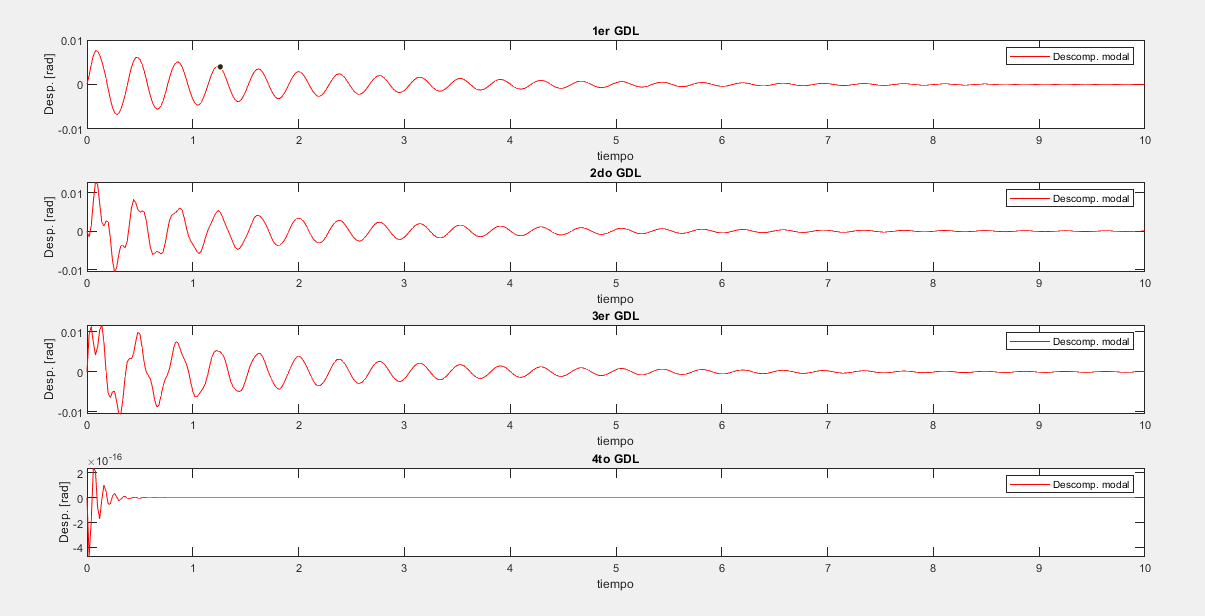 1er GDL
Desp. [rad]
0.01
0
-0.01
Descomp. modal
0 1 2 3 4 5 6 7 8 9 10
tiempo
2do GDL
Desp. [rad]
0.01
0
-0.01
Descomp. modal
0 1 2 3 4 5 6 7 8 9 10
tiempo
3er GDL
Desp. [rad]
0.01
0
-0.01
Descomp. modal
0 1 2 3 4 5 6 7 8 9 10
tiempo
×10⁻¹⁶
4to GDL
Desp. [rad]
2
0
-2
-4
Descomp. modal
0 1 2 3 4 5 6 7 8 9 10
tiempo